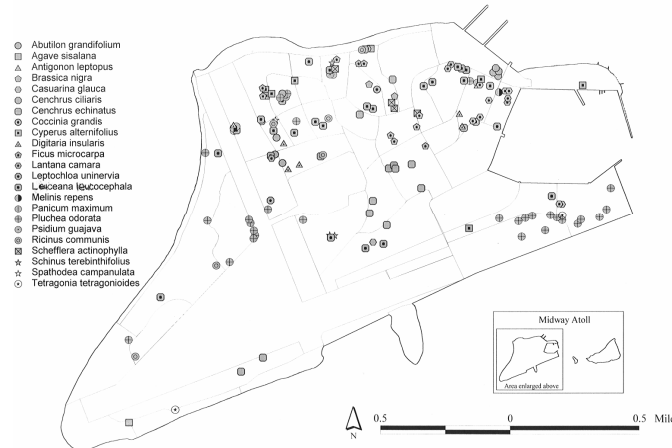 Abutilon grandifolium
Agave sisalana
Antigonon leptopus
Brassica nigra
Casuarina glauca
Cenchrus ciliaris
Cenchrus echinatus
Coccinia grandis
Cyperus alternifolius
Digitaria insularis
Ficus microcarpa
Lantana camara
Leptochloa uninervia
Melinis repens
Panicum maximum
Pluchea odorata
Psidium guajava
Ricinus communis
Schefflera actinophylla
Schinus terebinthifolius
Spathodea campanulata
Tetragonia tetragonioides
Midway Atoll
Area enlarged above
N
0.5 0 0.5 Mile